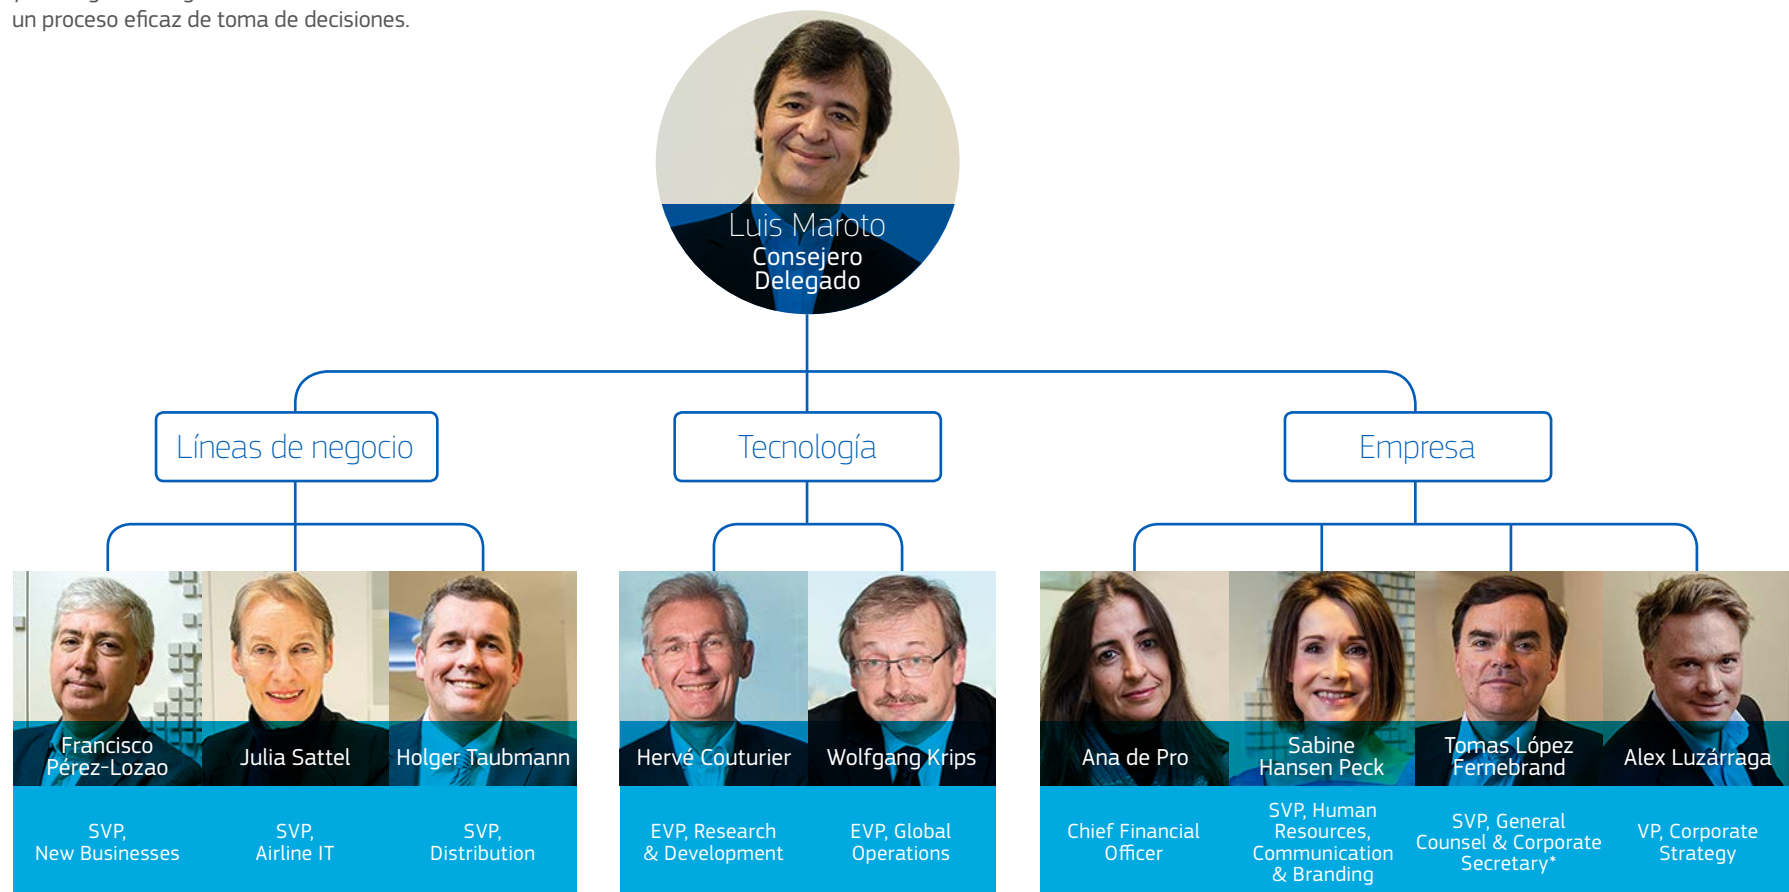 un proceso eficaz de toma de decisiones.
Luis Maroto
Consejero
Delegado
Líneas de negocio
Tecnología
Empresa
Francisco
Pérez-Lozao
Julia Sattel
Holger Taubmann
Hervé Couturier
Wolfgang Krips
Ana de Pro
Sabine
Hansen Peck
Tomas López
Fernebrand
Alex Luzárraga
SVP,
New Businesses
SVP,
Airline IT
SVP,
Distribution
EVP, Research
& Development
EVP, Global
Operations
Chief Financial
Officer
SVP, Human
Resources,
Communication
& Branding
SVP, General
Counsel & Corporate
Secretary*
VP, Corporate
Strategy